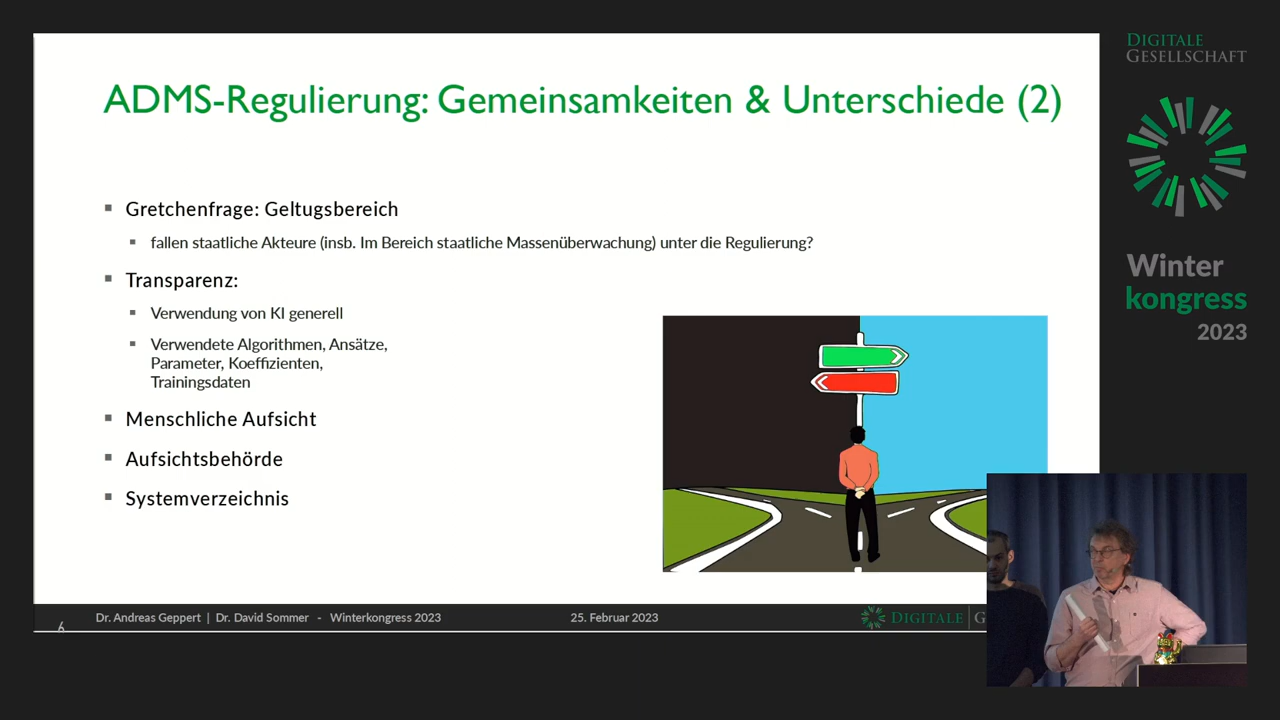 ADMS-Regulierung: Gemeinsamkeiten & Unterschiede (2)
Gretchenfrage: Geltugsbereich
fallen staatliche Akteure (insb. Im Bereich staatliche Massenüberwachung) unter die Regulierung?
Transparenz:
Verwendung von KI generell
Verwendete Algorithmen, Ansätze,
Parameter, Koeffizienten,
Trainingsdaten
Menschliche Aufsicht
Aufsichtsbehörde
Systemverzeichnis
6
Dr. Andreas Geppert | Dr. David Sommer - Winterkongress 2023
25. Februar 2023
DIGITALE G
DIGITALE
GESELLSCHAFT
Winter
kongress
2023